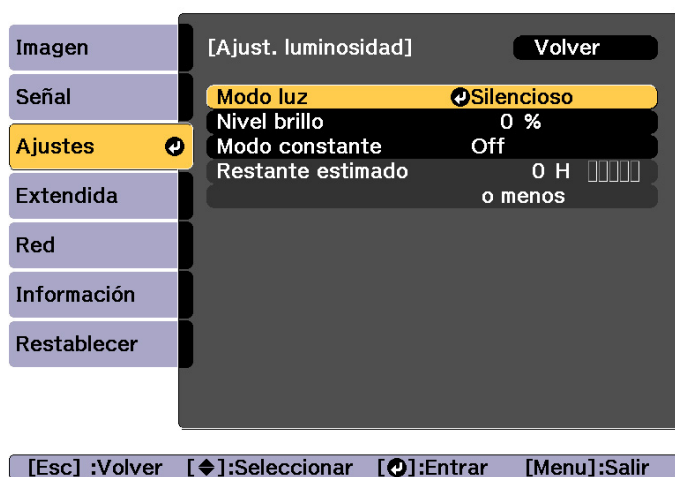 Imagen
Señal
Ajustes
Extendida
Red
Información
Restablecer
[Ajust. luminosidad] Volver
Modo luz Silencioso
Nivel brillo 0 %
Modo constante Off
Restante estimado 0 H
o menos
[Esc] :Volver [ ]:Seleccionar [ ]:Entrar [Menu]:Salir